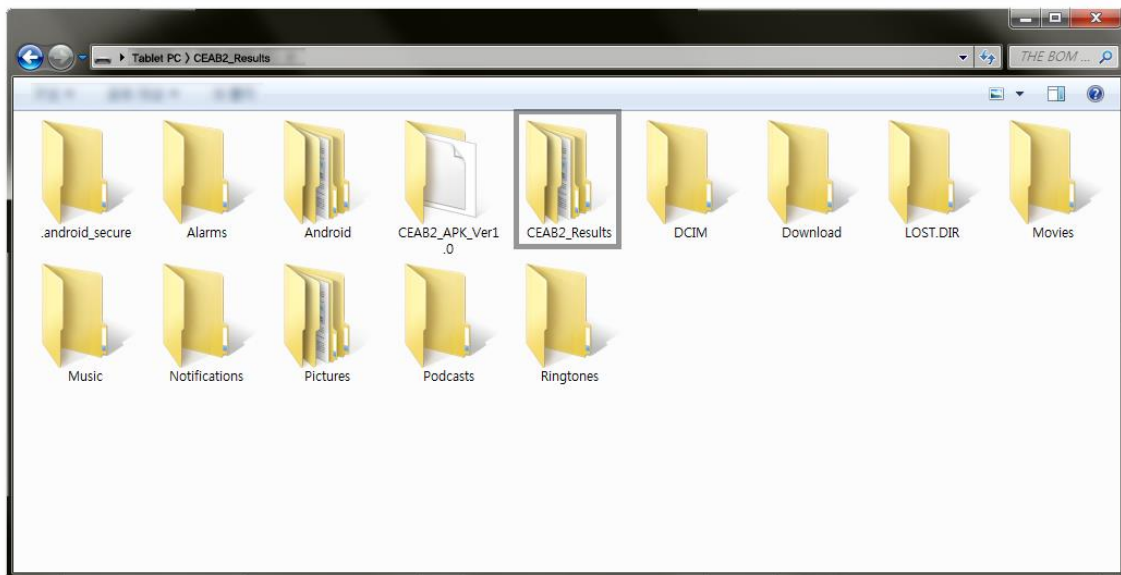 Tablet PC ⟩ CEAB2_Results
THE BOM ...
.android_secure
Alarms
Android
CEAB2_APK_Ver1
.0
CEAB2_Results
DCIM
Download
LOST.DIR
Movies
Music
Notifications
Pictures
Podcasts
Ringtones